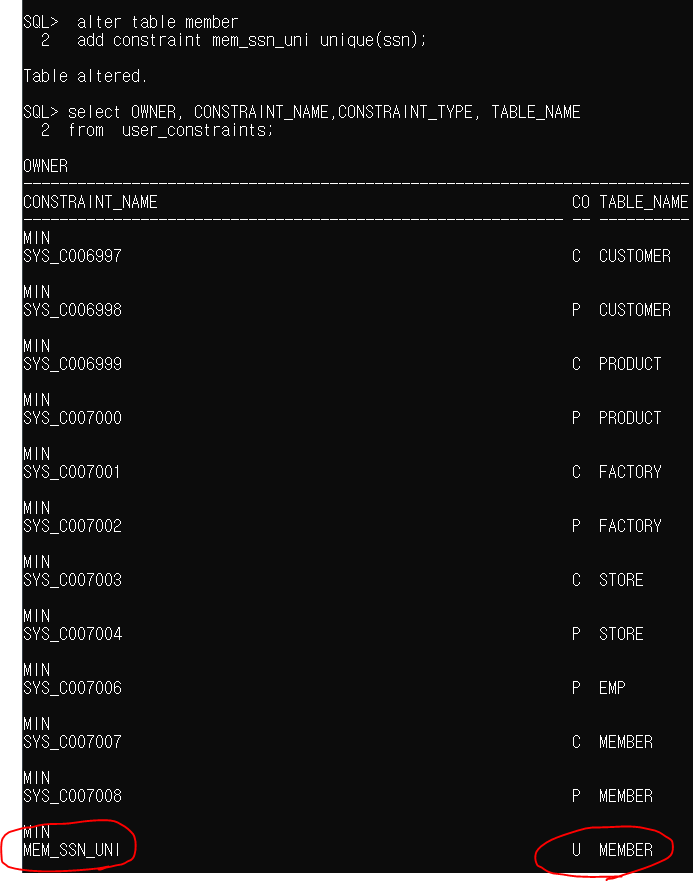 SQL>  alter table member
  2   add constraint mem_ssn_uni unique(ssn);
Table altered.
SQL> select OWNER, CONSTRAINT_NAME,CONSTRAINT_TYPE, TABLE_NAME
  2  from  user_constraints;
OWNER
--------------------------------------------------------------------------
CONSTRAINT_NAME                                              CO TABLE_NAME
------------------------------------------------------------ -- ----------
MIN
SYS_C006997                                                  C  CUSTOMER
MIN
SYS_C006998                                                  P  CUSTOMER
MIN
SYS_C006999                                                  C  PRODUCT
MIN
SYS_C007000                                                  P  PRODUCT
MIN
SYS_C007001                                                  C  FACTORY
MIN
SYS_C007002                                                  P  FACTORY
MIN
SYS_C007003                                                  C  STORE
MIN
SYS_C007004                                                  P  STORE
MIN
SYS_C007006                                                  P  EMP
MIN
SYS_C007007                                                  C  MEMBER
MIN
SYS_C007008                                                  P  MEMBER
MIN
MEM_SSN_UNI                                                  U  MEMBER